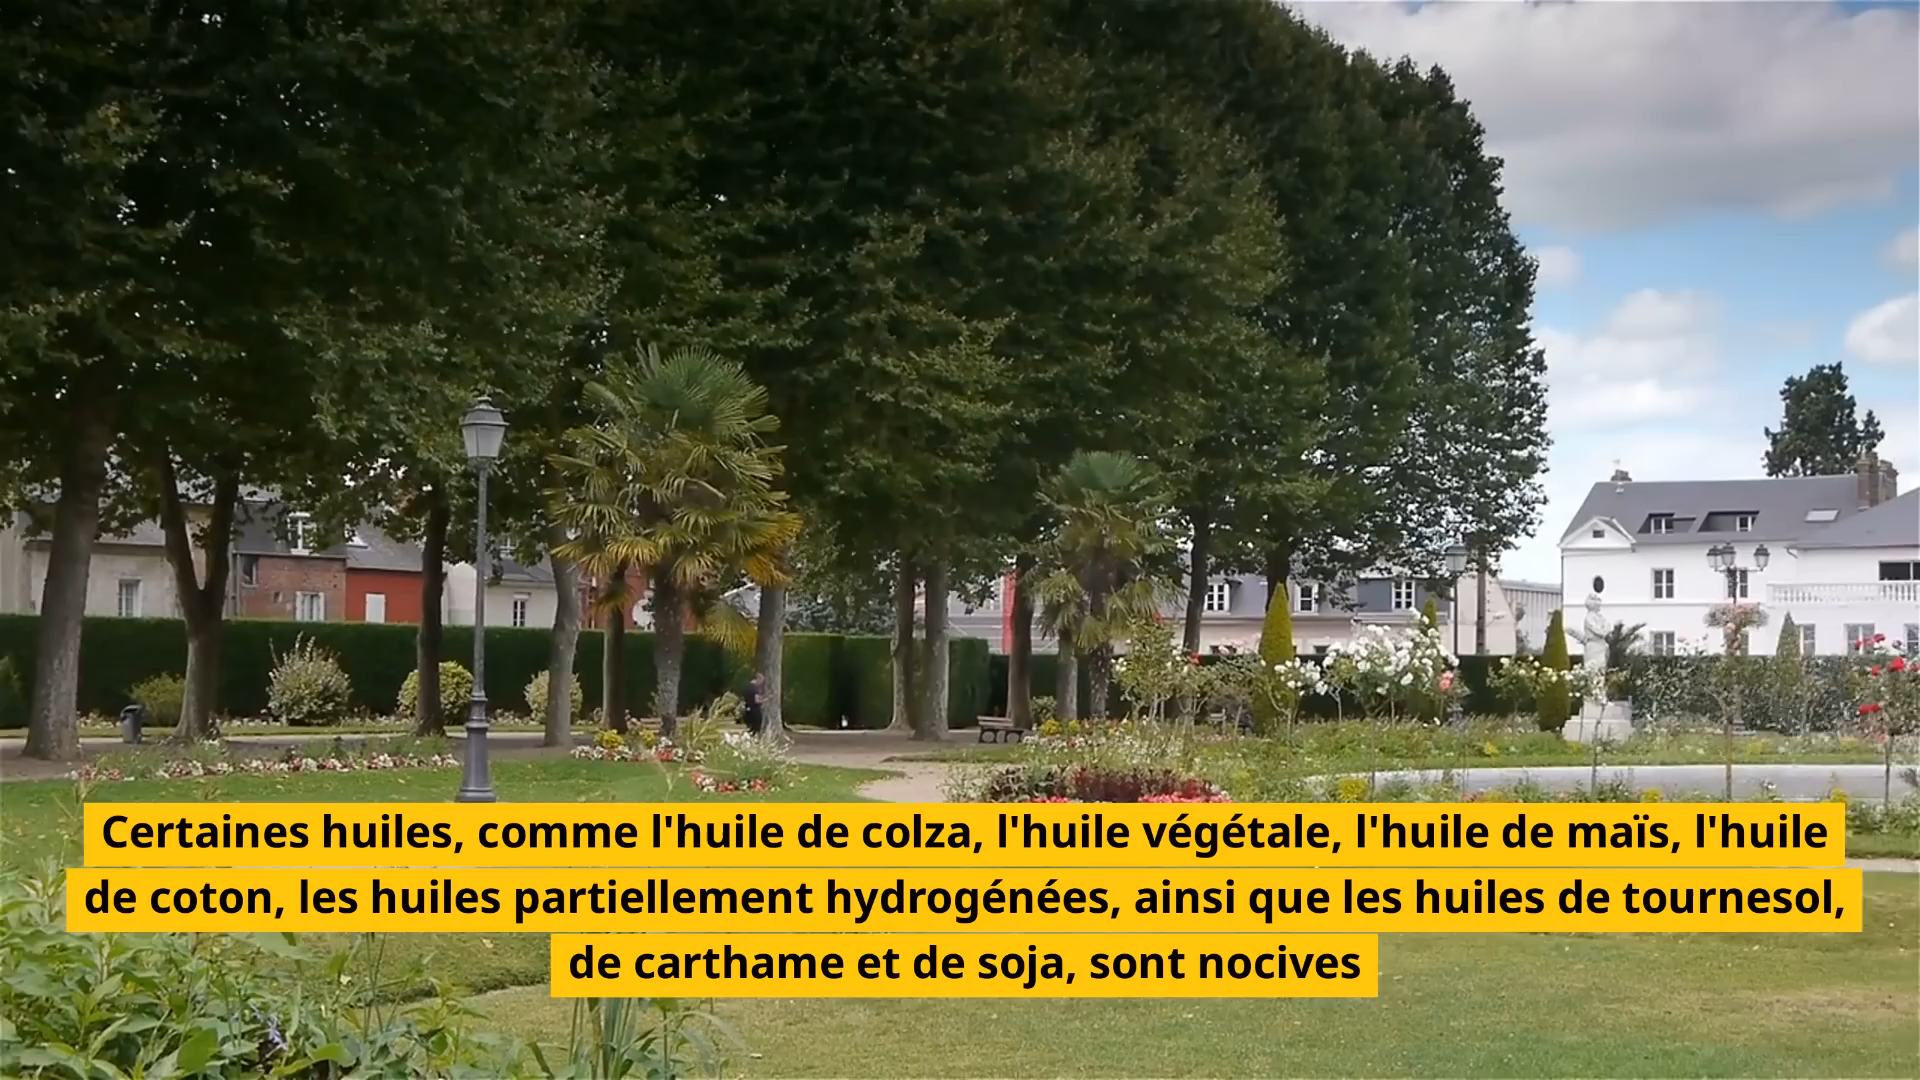 Certaines huiles, comme l'huile de colza, l'huile végétale, l'huile de maïs, l'huile
de coton, les huiles partiellement hydrogénées, ainsi que les huiles de tournesol,
de carthame et de soja, sont nocives